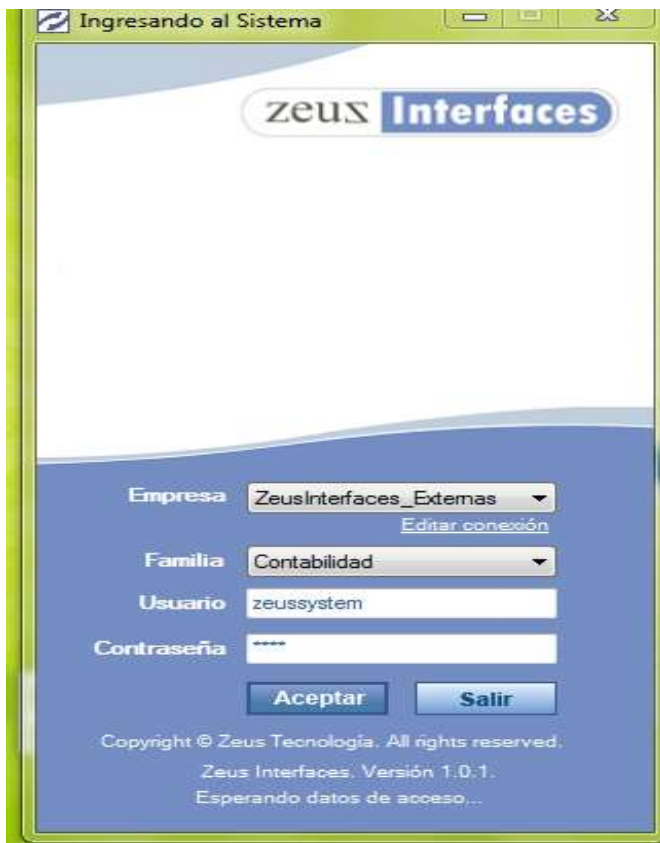 Ingresando al Sistema
zeus Interfaces
Empresa ZeusInterfaces_Externas
Editar conexión
Familia Contabilidad
Usuario zeussystem
Contraseña ****
Aceptar Salir
Copyright © Zeus Tecnología. All rights reserved.
Zeus Interfaces. Versión 1.0.1.
Esperando datos de acceso...